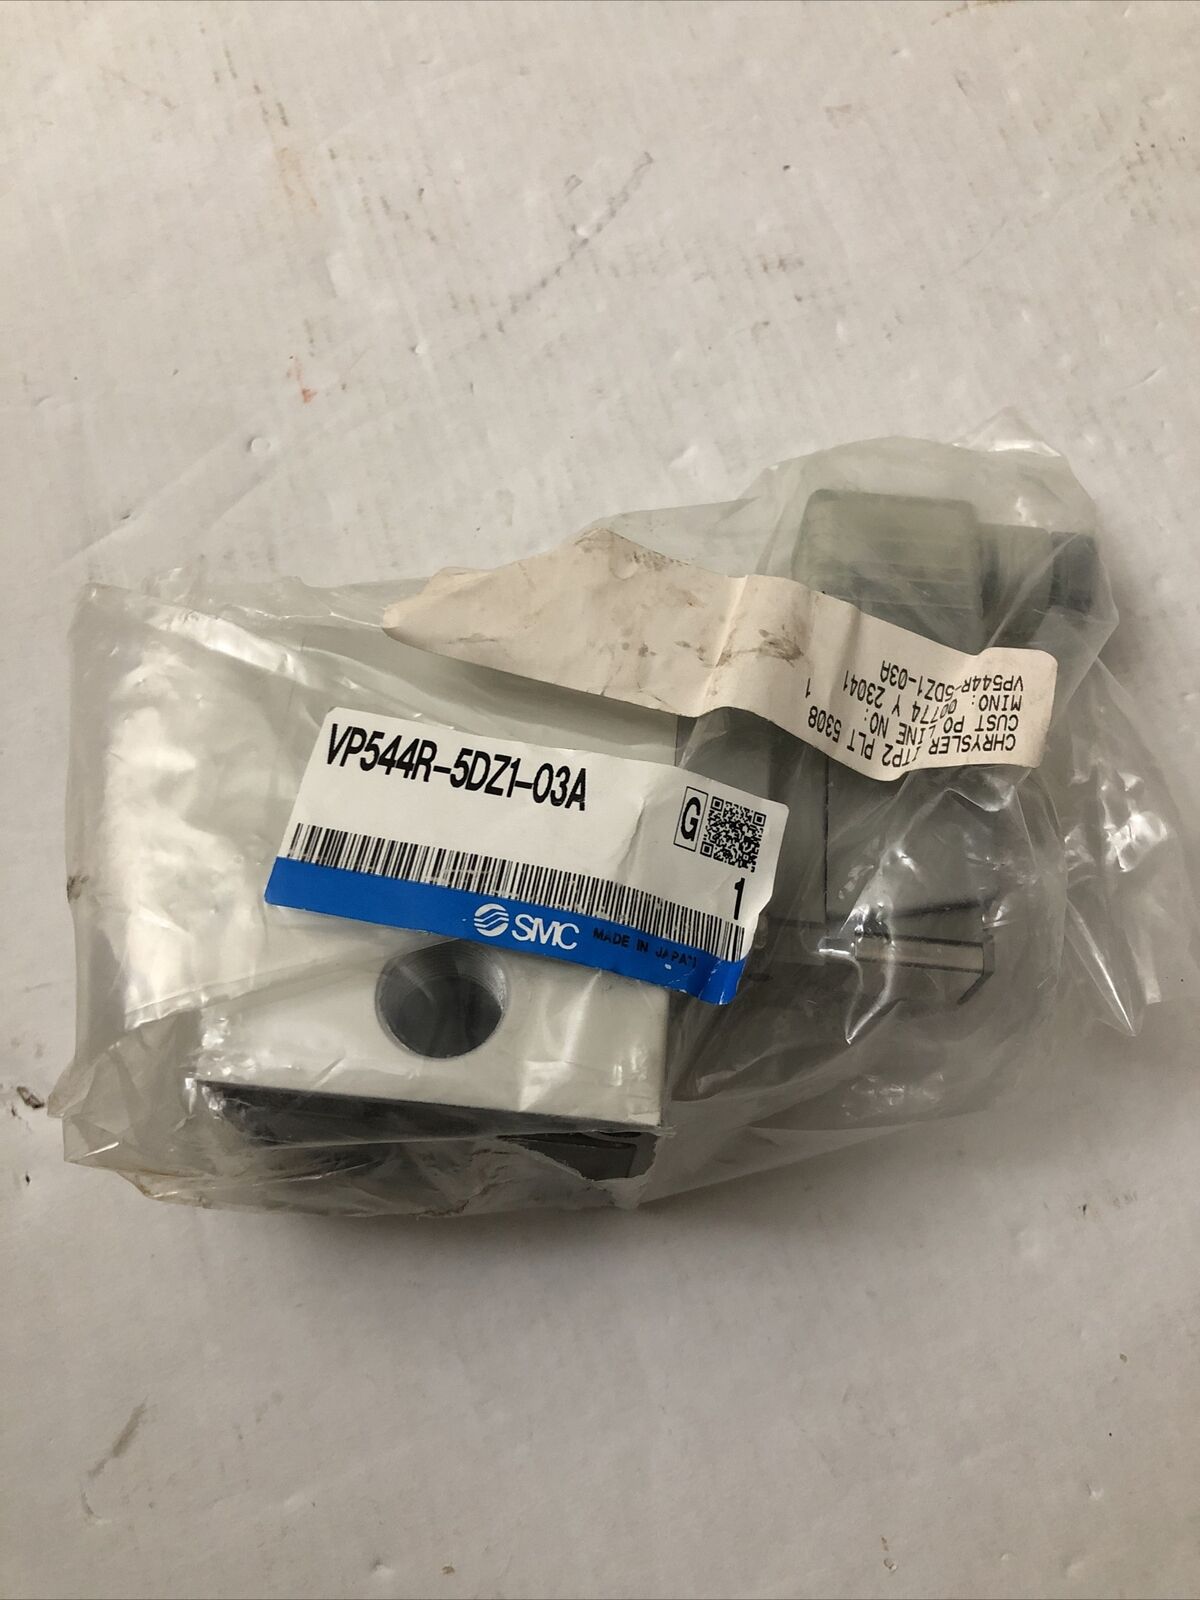 VP544R-5DZ1-03A
G
1
SMC MADE IN JAPAN
CHRYSLER ITP2 PLT 5308 1
CUST PO LINE NO:
MINO: 00774 Y 23041
VP544R-5DZ1-03A